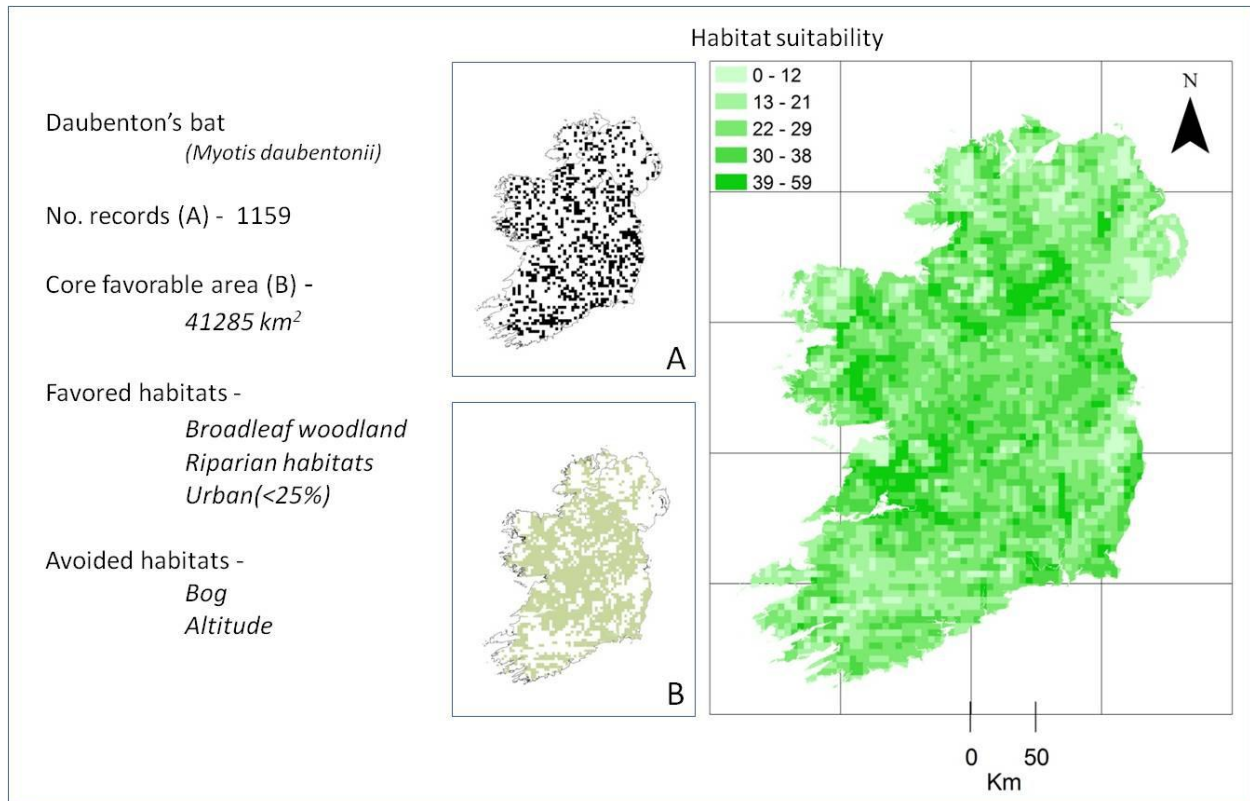 Habitat suitability
Daubenton's bat
(Myotis daubentonii)
No. records (A) - 1159
Core favorable area (B) -
41285 km²
Favored habitats -
Broadleaf woodland
Riparian habitats
Urban(<25%)
Avoided habitats -
Bog
Altitude
A
B
0 - 12
13 - 21
22 - 29
30 - 38
39 - 59
N
0 50
Km